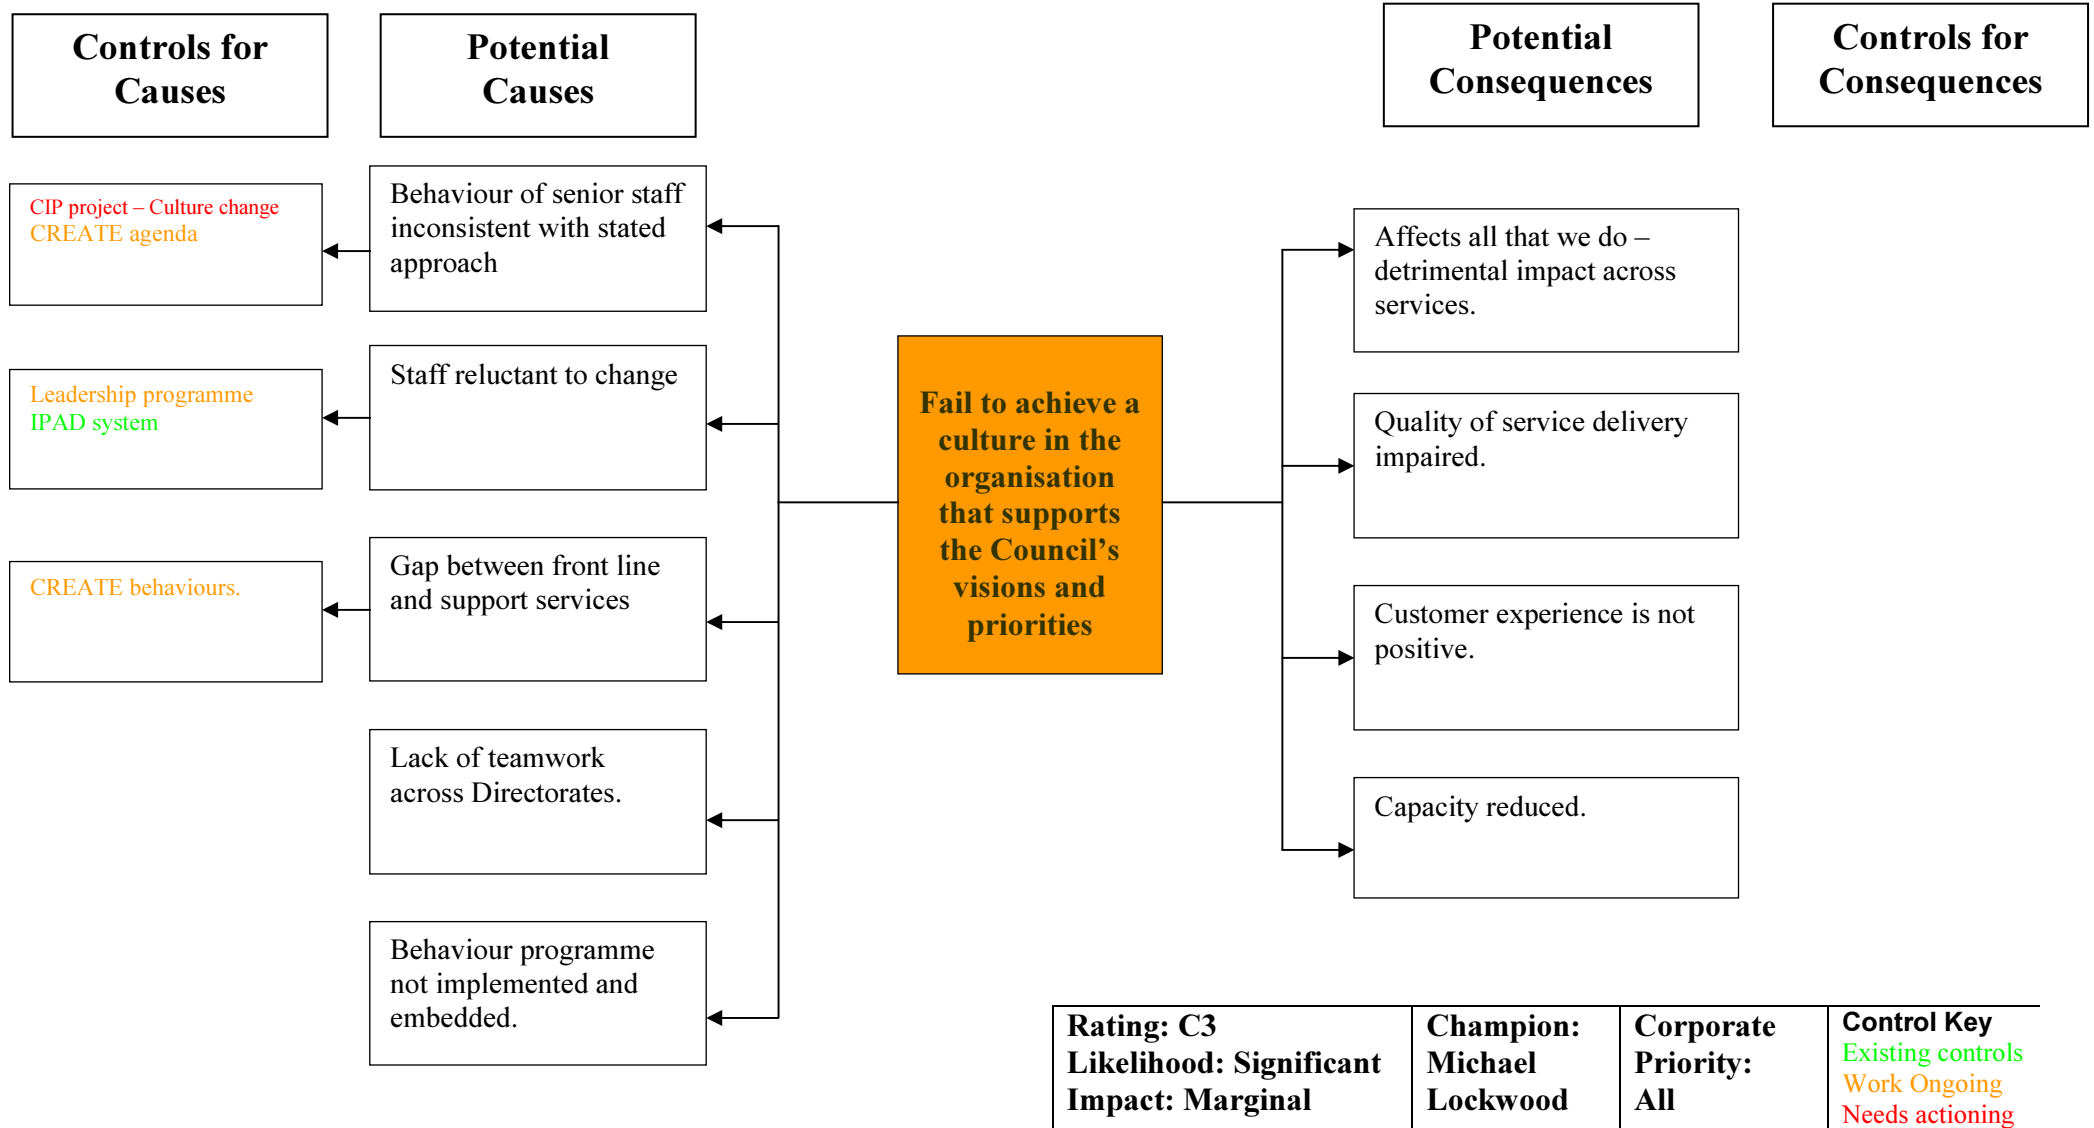 Controls for
Causes
Potential
Causes
Potential
Consequences
Controls for
Consequences
CIP project – Culture change
CREATE agenda
Behaviour of senior staff
inconsistent with stated
approach
Leadership programme
IPAD system
Staff reluctant to change
CREATE behaviours.
Gap between front line
and support services
Lack of teamwork
across Directorates.
Behaviour programme
not implemented and
embedded.
Fail to achieve a
culture in the
organisation
that supports
the Council’s
visions and
priorities
Affects all that we do –
detrimental impact across
services.
Quality of service delivery
impaired.
Customer experience is not
positive.
Capacity reduced.
Rating: C3
Likelihood: Significant
Impact: Marginal
Champion:
Michael
Lockwood
Corporate
Priority:
All
Control Key
Existing controls
Work Ongoing
Needs actioning